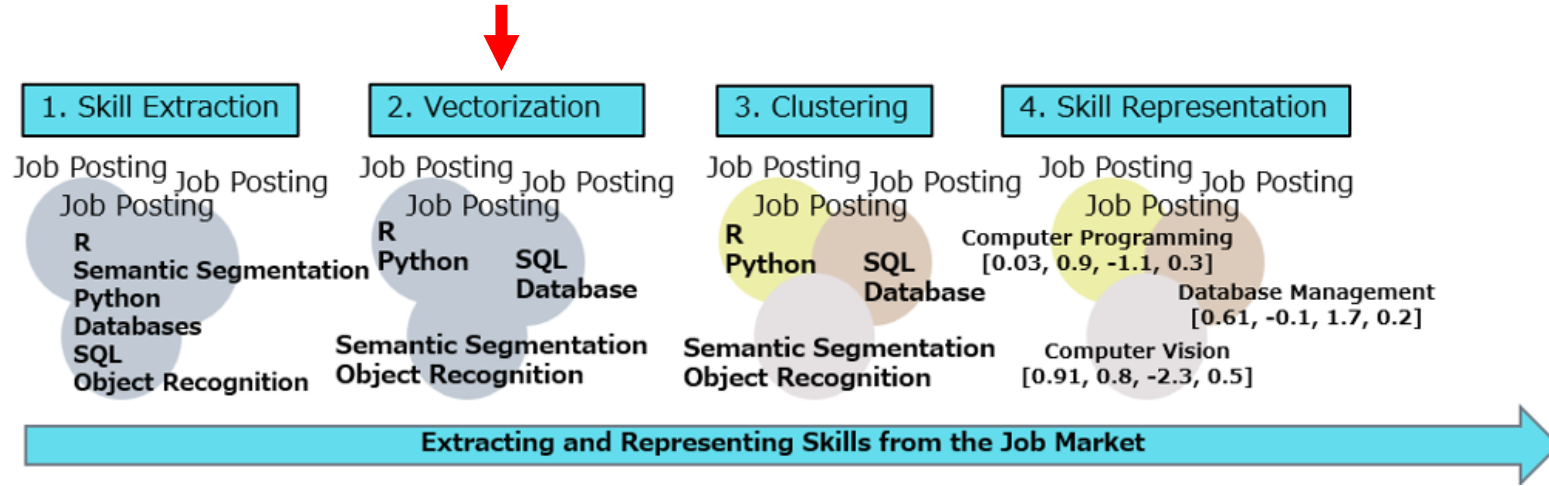 1. Skill Extraction
Job Posting
Job Posting
Job Posting
R
Semantic Segmentation
Python
Databases
SQL
Object Recognition
2. Vectorization
Job Posting
Job Posting
Job Posting
R
Python
SQL
Database
Semantic Segmentation
Object Recognition
3. Clustering
Job Posting
Job Posting
Job Posting
R
Python
SQL
Database
Semantic Segmentation
Object Recognition
4. Skill Representation
Job Posting
Job Posting
Job Posting
Computer Programming
[0.03, 0.9, -1.1, 0.3]
Database Management
[0.61, -0.1, 1.7, 0.2]
Computer Vision
[0.91, 0.8, -2.3, 0.5]
Extracting and Representing Skills from the Job Market